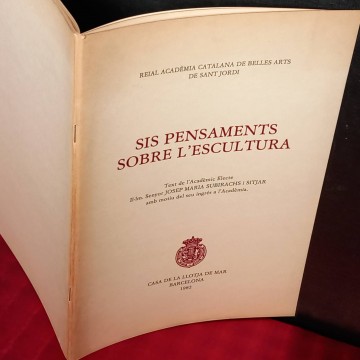 REIAL ACADÈMIA CATALANA DE BELLES ARTS
DE SANT JORDI
SIS PENSAMENTS
SOBRE L'ESCULTURA
Text de l'Acadèmic Electe
Il·lm. Senyor JOSEP MARIA SUBIRACHS I SITJAR
amb motiu del seu ingrés a l'Acadèmia.
CASA DE LA LLOTJA DE MAR
BARCELONA